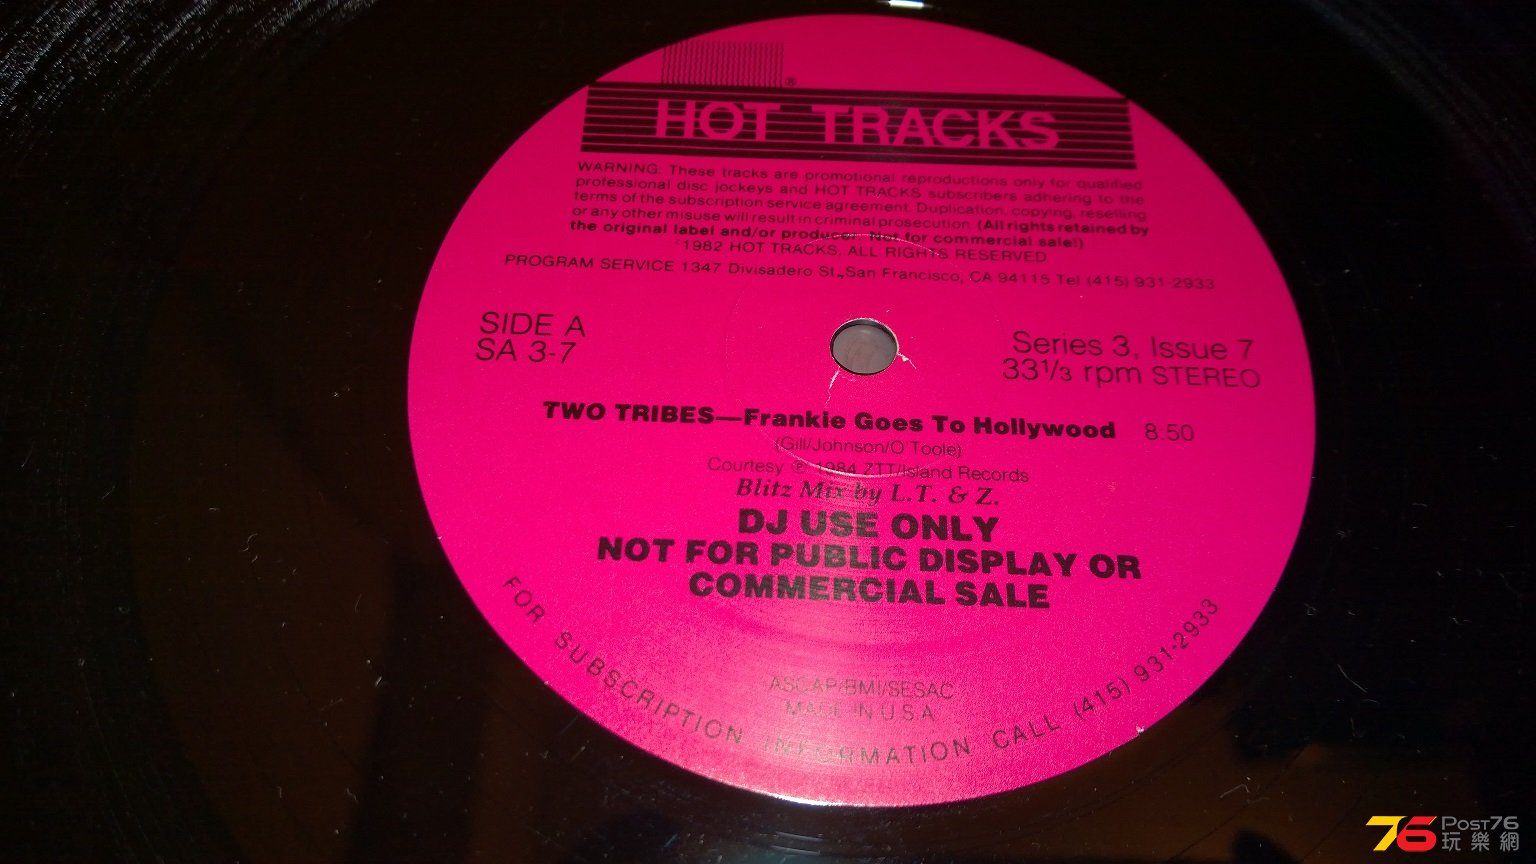 ®
HOT TRACKS
WARNING: These tracks are promotional reproductions only for qualified
professional disc jockeys and HOT TRACKS subscribers adhering to the
terms of the subscription service agreement. Duplication, copying, reselling
or any other misuse will result in criminal prosecution. (All rights retained by
the original label and/or producer. Not for commercial sale!)
©1982 HOT TRACKS. ALL RIGHTS RESERVED
PROGRAM SERVICE 1347 Divisadero St., San Francisco, CA 94115 Tel (415) 931-2933
SIDE A
SA 3-7
Series 3, Issue 7
33 1/3 rpm STEREO
TWO TRIBES—Frankie Goes To Hollywood 8:50
(Gill/Johnson/O'Toole)
Courtesy ℗ 1984 ZTT/Island Records
Blitz Mix by L.T. & Z.
DJ USE ONLY
NOT FOR PUBLIC DISPLAY OR
COMMERCIAL SALE
ASCAP/BMI/SESAC
MADE IN U.S.A.
FOR SUBSCRIPTION INFORMATION CALL (415) 931-2933
76 POST76
玩樂網